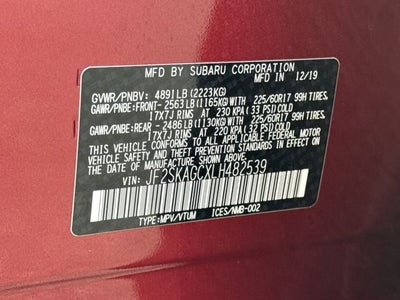 MFD BY SUBARU CORPORATION
MFD IN 12/19
GVWR/PNBV: 4891LB(2223KG)
GAWR/PNBE:FRONT- 2563LB(1165KG)WITH 225/60R17 99H TIRES,
17X7J RIMS AT 230 KPA(33 PSI)COLD
GAWR/PNBE:REAR -2486LB(1130KG)WITH 225/60R17 99H TIRES,
17X7J RIMS AT 220 KPA(32 PSI)COLD
THIS VEHICLE CONFORMS TO ALL APPLICABLE FEDERAL MOTOR
VEHICLE SAFETY, BUMPER, AND THEFT PREVENTION
STANDARDS IN EFFECT ON
THE DATE OF MANUFACTURE SHOWN ABOVE.
VIN: JF2SKAGCXLH482539
TYPE:MPV/VTUM ICES/NMB-002